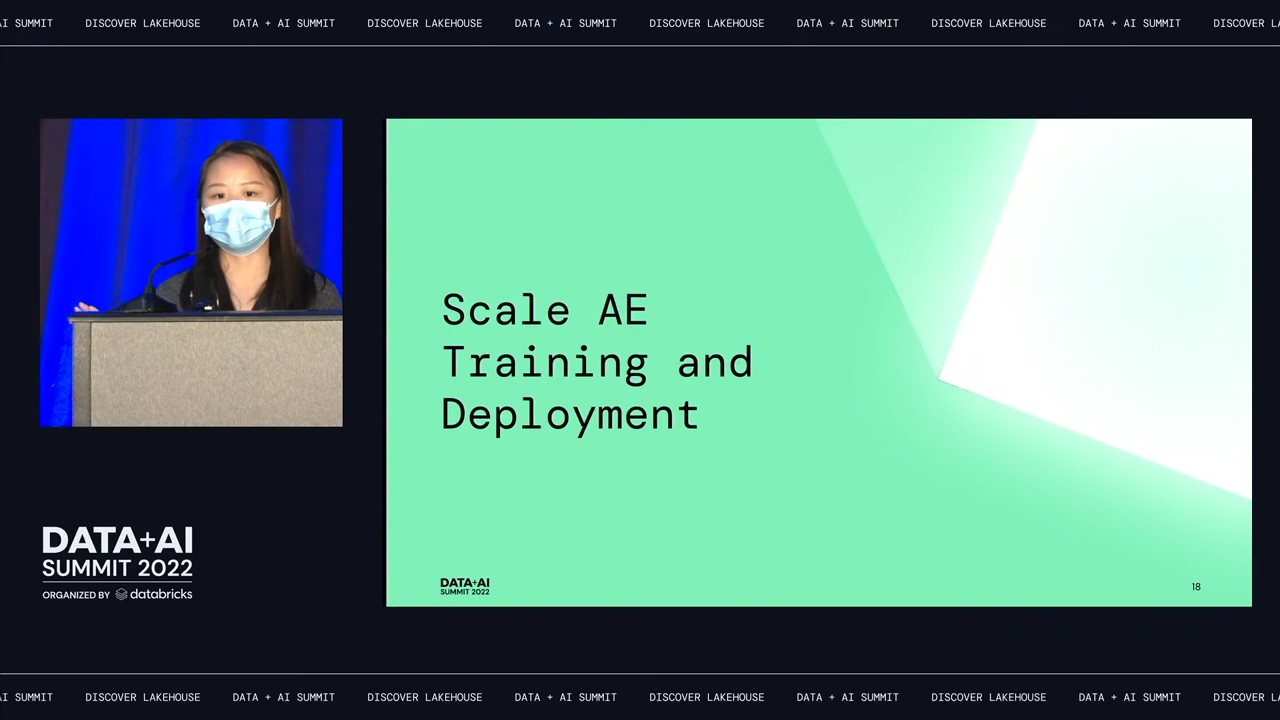 AI SUMMIT DISCOVER LAKEHOUSE DATA + AI SUMMIT DISCOVER LAKEHOUSE DATA + AI SUMMIT DISCOVER LAKEHOUSE DATA + AI SUMMIT DISCOVER LAKEHOUSE DATA + AI SUMMIT DISCOVER
Scale AE
Training and
Deployment
DATA+AI
SUMMIT 2022
18
DATA+AI
SUMMIT 2022
ORGANIZED BY databricks
AI SUMMIT DISCOVER LAKEHOUSE DATA + AI SUMMIT DISCOVER LAKEHOUSE DATA + AI SUMMIT DISCOVER LAKEHOUSE DATA + AI SUMMIT DISCOVER LAKEHOUSE DATA + AI SUMMIT DISCOVER